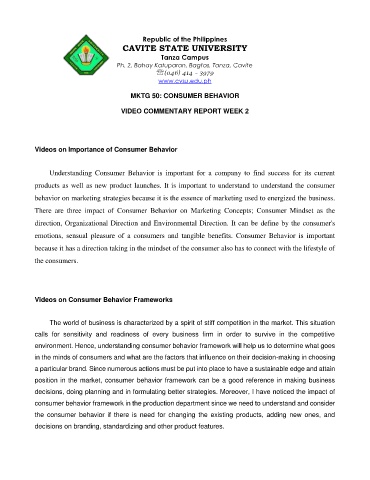 Republic of the Philippines
CAVITE STATE UNIVERSITY
Tanza Campus
Ph. 2, Bahay Katuparan, Bagtas, Tanza, Cavite
☏(046) 414 – 3979
www.cvsu.edu.ph
MKTG 50: CONSUMER BEHAVIOR
VIDEO COMMENTARY REPORT WEEK 2
Videos on Importance of Consumer Behavior
Understanding Consumer Behavior is important for a company to find success for its current
products as well as new product launches. It is important to understand to understand the consumer
behavior on marketing strategies because it is the essence of marketing used to energized the business.
There are three impact of Consumer Behavior on Marketing Concepts; Consumer Mindset as the
direction, Organizational Direction and Environmental Direction. It can be define by the consumer's
emotions, sensual pleasure of a consumers and tangible benefits. Consumer Behavior is important
because it has a direction taking in the mindset of the consumer also has to connect with the lifestyle of
the consumers.
Videos on Consumer Behavior Frameworks
The world of business is characterized by a spirit of stiff competition in the market. This situation
calls for sensitivity and readiness of every business firm in order to survive in the competitive
environment. Hence, understanding consumer behavior framework will help us to determine what goes
in the minds of consumers and what are the factors that influence on their decision-making in choosing
a particular brand. Since numerous actions must be put into place to have a sustainable edge and attain
position in the market, consumer behavior framework can be a good reference in making business
decisions, doing planning and in formulating better strategies. Moreover, I have noticed the impact of
consumer behavior framework in the production department since we need to understand and consider
the consumer behavior if there is need for changing the existing products, adding new ones, and
decisions on branding, standardizing and other product features.